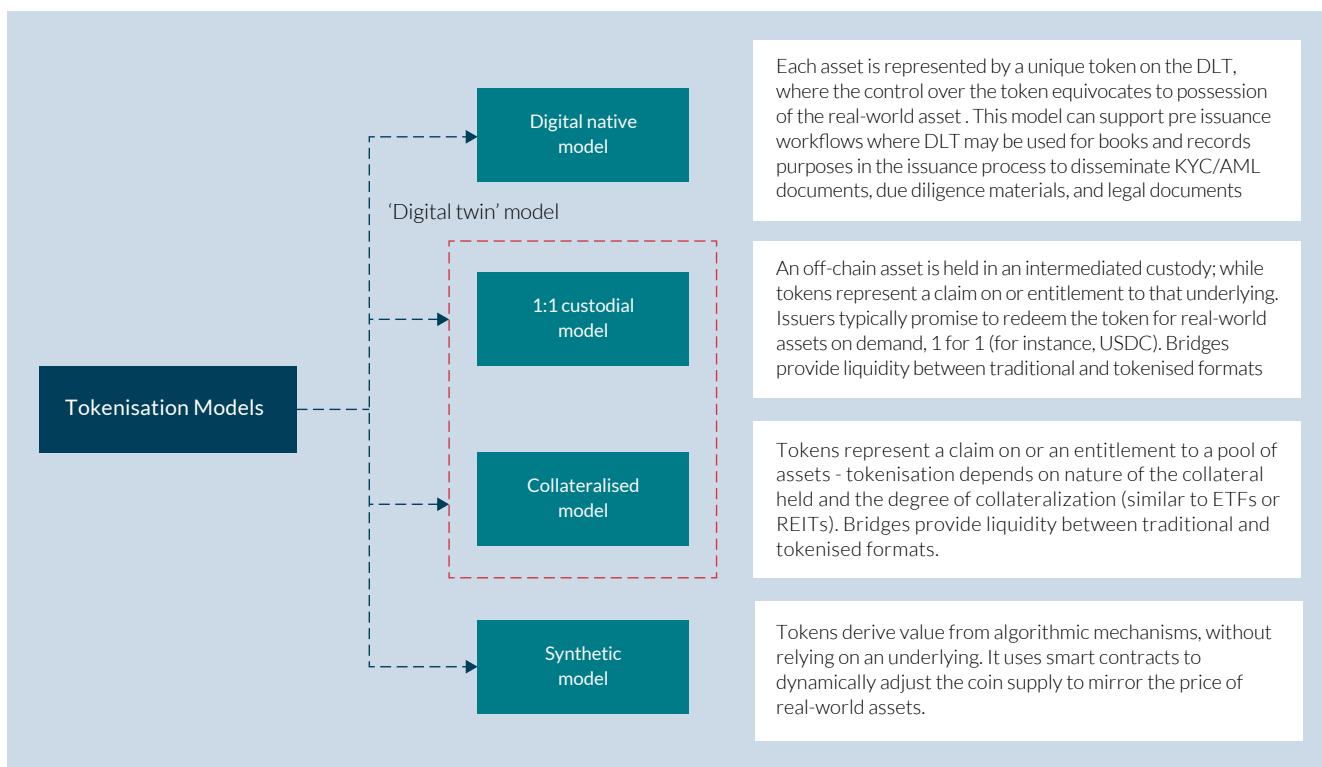 Tokenisation Models
Digital native
model
Each asset is represented by a unique token on the DLT,
where the control over the token equivocates to possession
of the real-world asset . This model can support pre issuance
workflows where DLT may be used for books and records
purposes in the issuance process to disseminate KYC/AML
documents, due diligence materials, and legal documents
‘Digital twin’ model
1:1 custodial
model
An off-chain asset is held in an intermediated custody; while
tokens represent a claim on or entitlement to that underlying.
Issuers typically promise to redeem the token for real-world
assets on demand, 1 for 1 (for instance, USDC). Bridges
provide liquidity between traditional and tokenised formats
Collateralised
model
Tokens represent a claim on or an entitlement to a pool of
assets - tokenisation depends on nature of the collateral
held and the degree of collateralization (similar to ETFs or
REITs). Bridges provide liquidity between traditional and
tokenised formats.
Synthetic
model
Tokens derive value from algorithmic mechanisms, without
relying on an underlying. It uses smart contracts to
dynamically adjust the coin supply to mirror the price of
real-world assets.